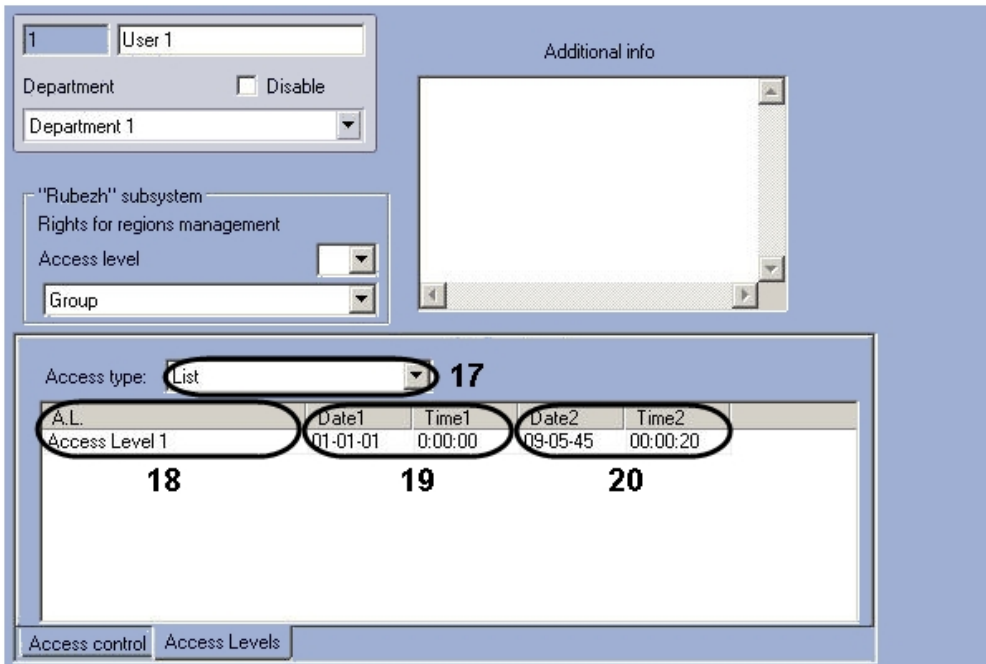 1 User 1
Department Disable
Department 1
Additional info
"Rubezh" subsystem
Rights for regions management
Access level
Group
Access type: List 17
A.L. Date1 Time1 Date2 Time2
Access Level 1 01-01-01 0:00:00 09-05-45 00:00:20
18 19 20
Access control Access Levels